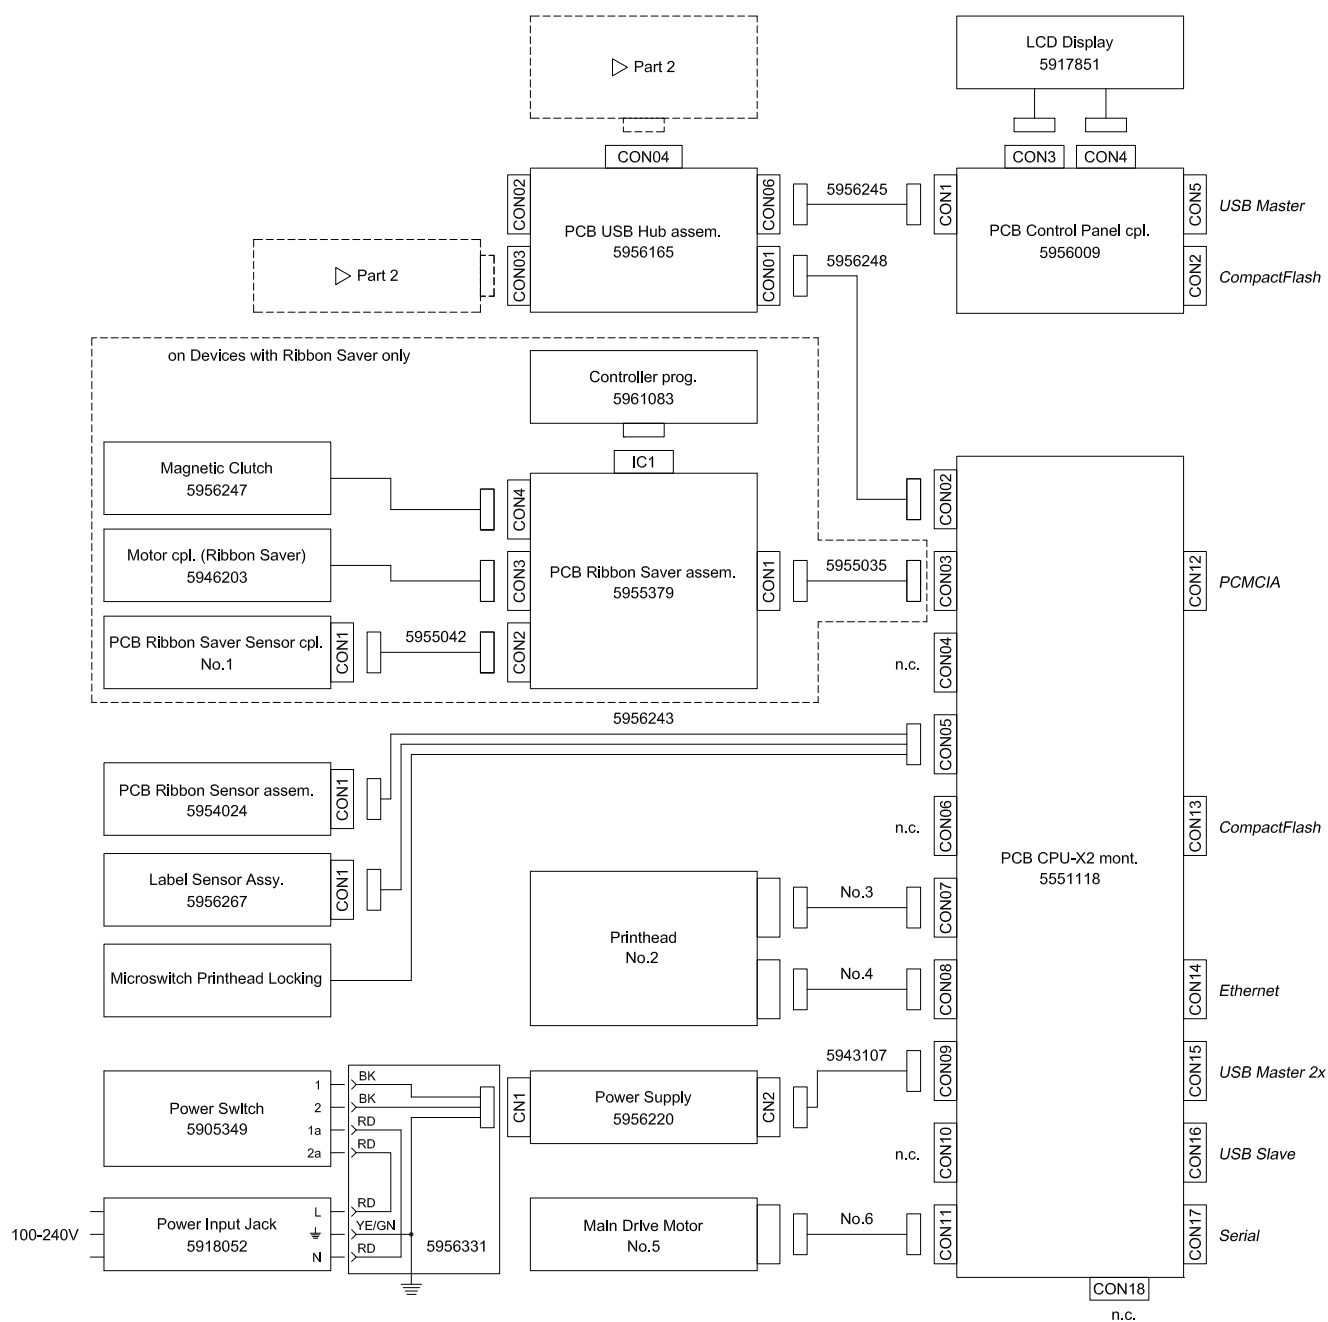 Part 2
LCD Display
5917851
CON04
CON3
CON4
CON02
CON03
PCB USB Hub assem.
5956165
CON06
CON01
5956245
5956248
CON1
PCB Control Panel cpl.
5956009
CON5
CON2
USB Master
CompactFlash
Part 2
on Devices with Ribbon Saver only
Controller prog.
5961083
IC1
Magnetic Clutch
5956247
Motor cpl. (Ribbon Saver)
5946203
PCB Ribbon Saver Sensor cpl.
No.1
CON1
5955042
CON4
CON3
CON2
PCB Ribbon Saver assem.
5955379
CON1
5955035
5956243
PCB Ribbon Sensor assem.
5954024
CON1
Label Sensor Assy.
5956267
CON1
Microswitch Printhead Locking
Printhead
No.2
No.3
No.4
CON02
CON03
n.c.
CON04
CON05
n.c.
CON06
CON07
CON08
CON09
n.c.
CON10
CON11
PCB CPU-X2 mont.
5551118
CON12
PCMCIA
CON13
CompactFlash
CON14
Ethernet
CON15
USB Master 2x
CON16
USB Slave
CON17
Serial
CON18
n.c.
Power Switch
5905349
1
2
1a
2a
BK
BK
RD
RD
CN1
Power Supply
5956220
CN2
5943107
100-240V
Power Input Jack
5918052
L
N
RD
YE/GN
RD
5956331
Main Drive Motor
No.5
No.6